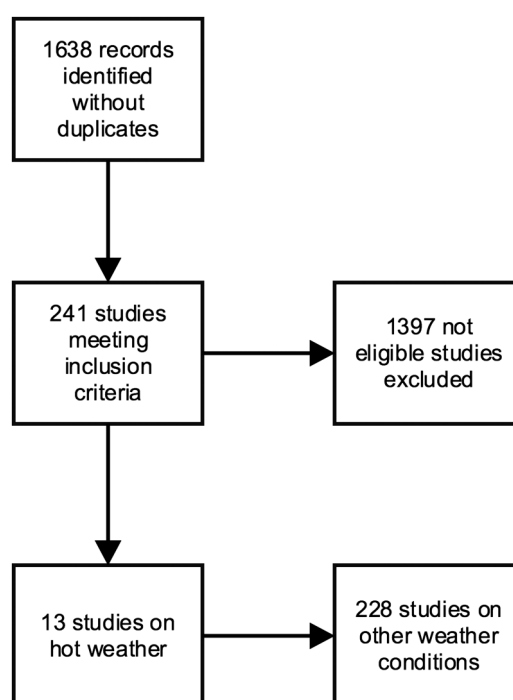 1638 records
identified
without
duplicates
241 studies
meeting
inclusion
criteria
1397 not
eligible studies
excluded
13 studies on
hot weather
228 studies on
other weather
conditions